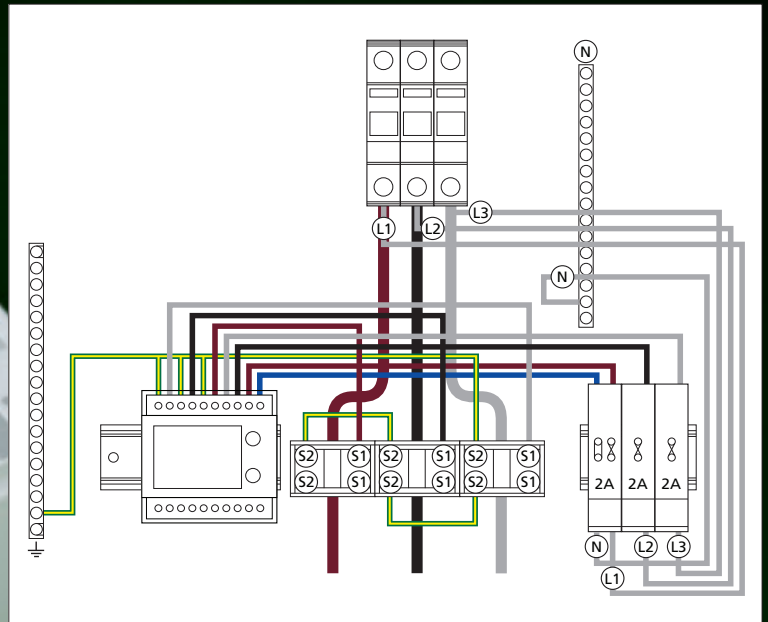 N
L3
L1 L2
N
S2 S1 S2 S1 S2 S1
S2 S1 S2 S1 S2 S1
2A 2A 2A
N L2 L3
L1